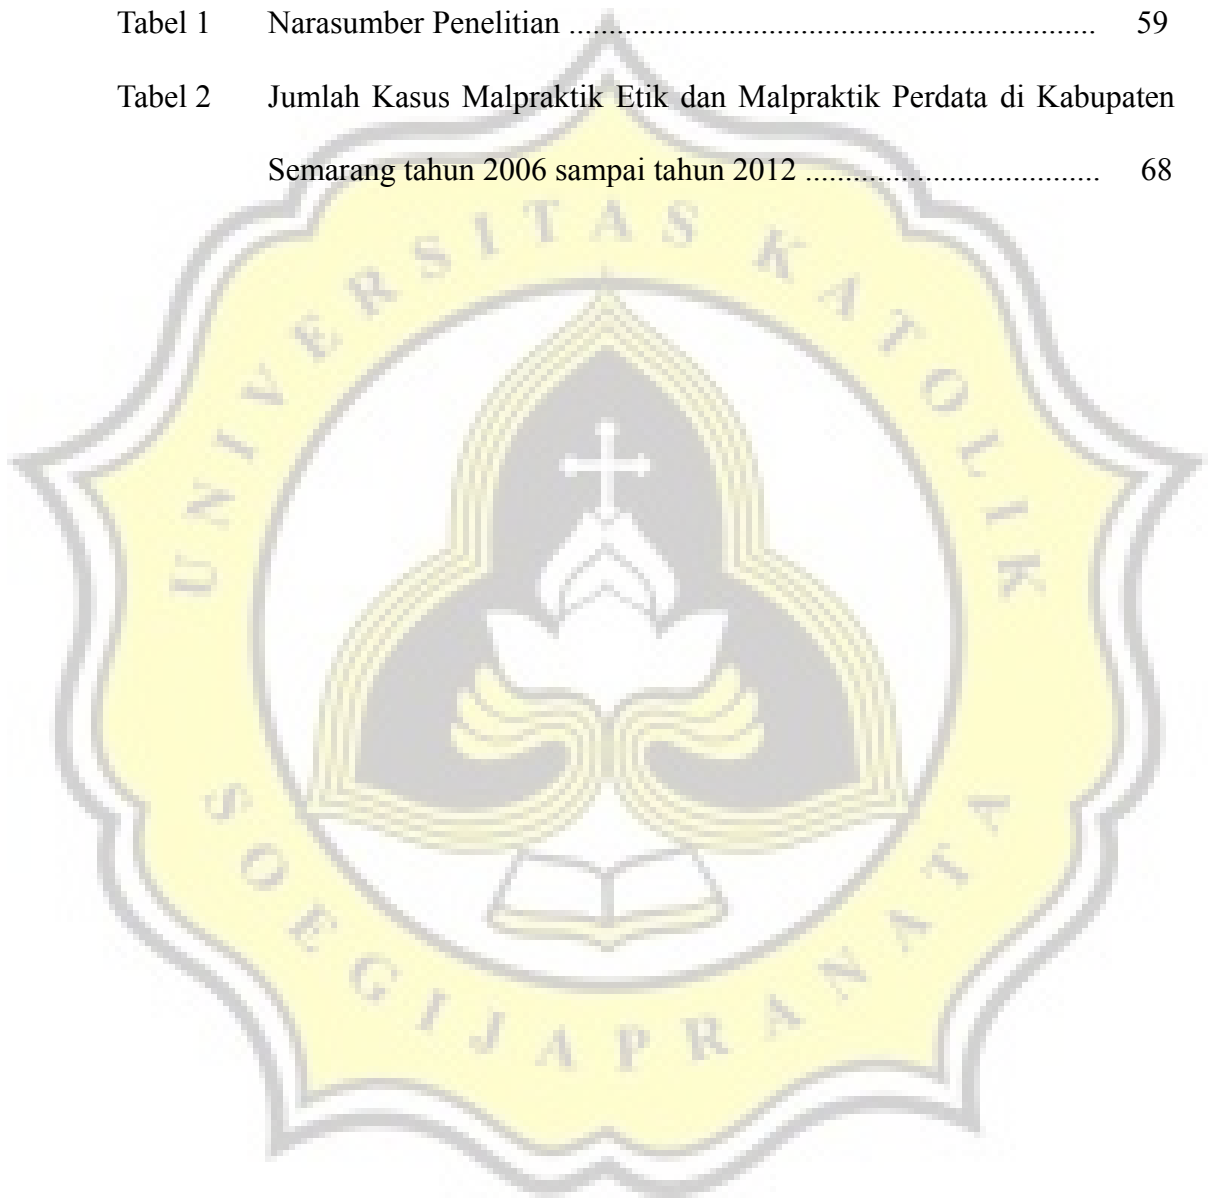 Tabel 1 Narasumber Penelitian .................................................................. 59
Tabel 2 Jumlah Kasus Malpraktik Etik dan Malpraktik Perdata di Kabupaten
Semarang tahun 2006 sampai tahun 2012 ..................................... 68
UNIVERSITAS KATOLIK
SOEGIJAPRANATA